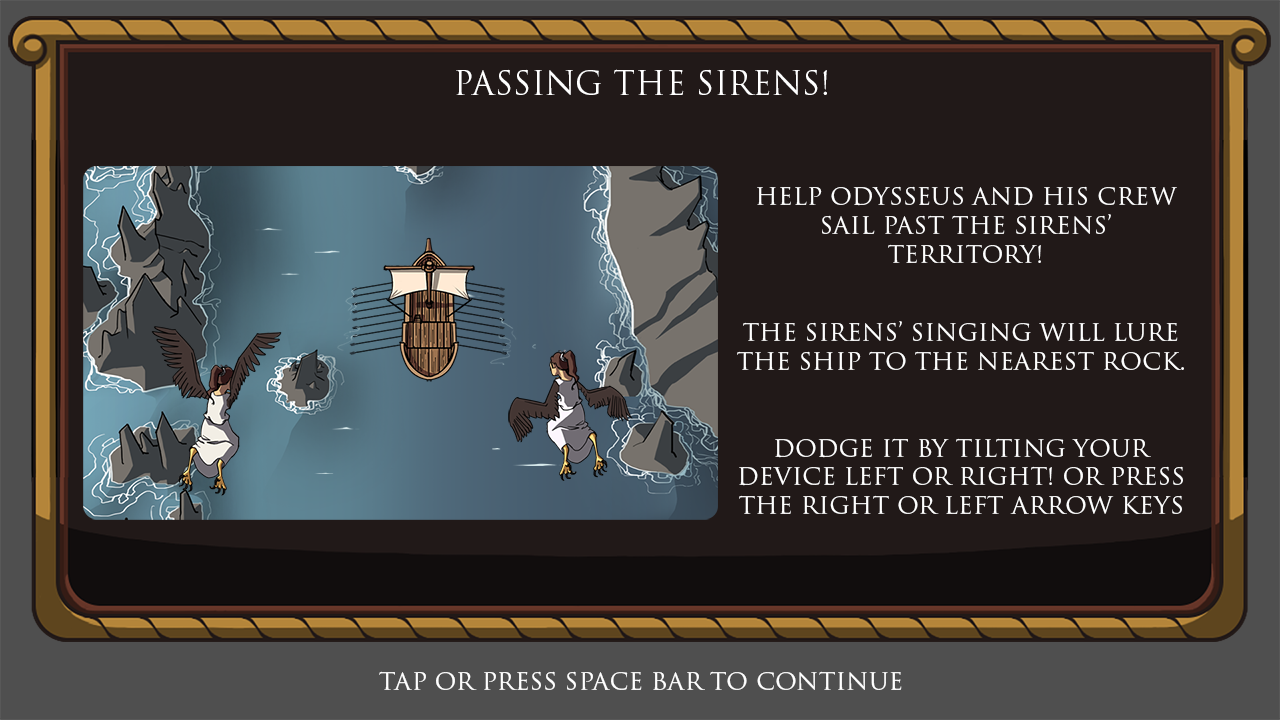 PASSING THE SIRENS!
HELP ODYSSEUS AND HIS CREW
SAIL PAST THE SIRENS’
TERRITORY!
THE SIRENS’ SINGING WILL LURE
THE SHIP TO THE NEAREST ROCK.
DODGE IT BY TILTING YOUR
DEVICE LEFT OR RIGHT! OR PRESS
THE RIGHT OR LEFT ARROW KEYS
TAP OR PRESS SPACE BAR TO CONTINUE